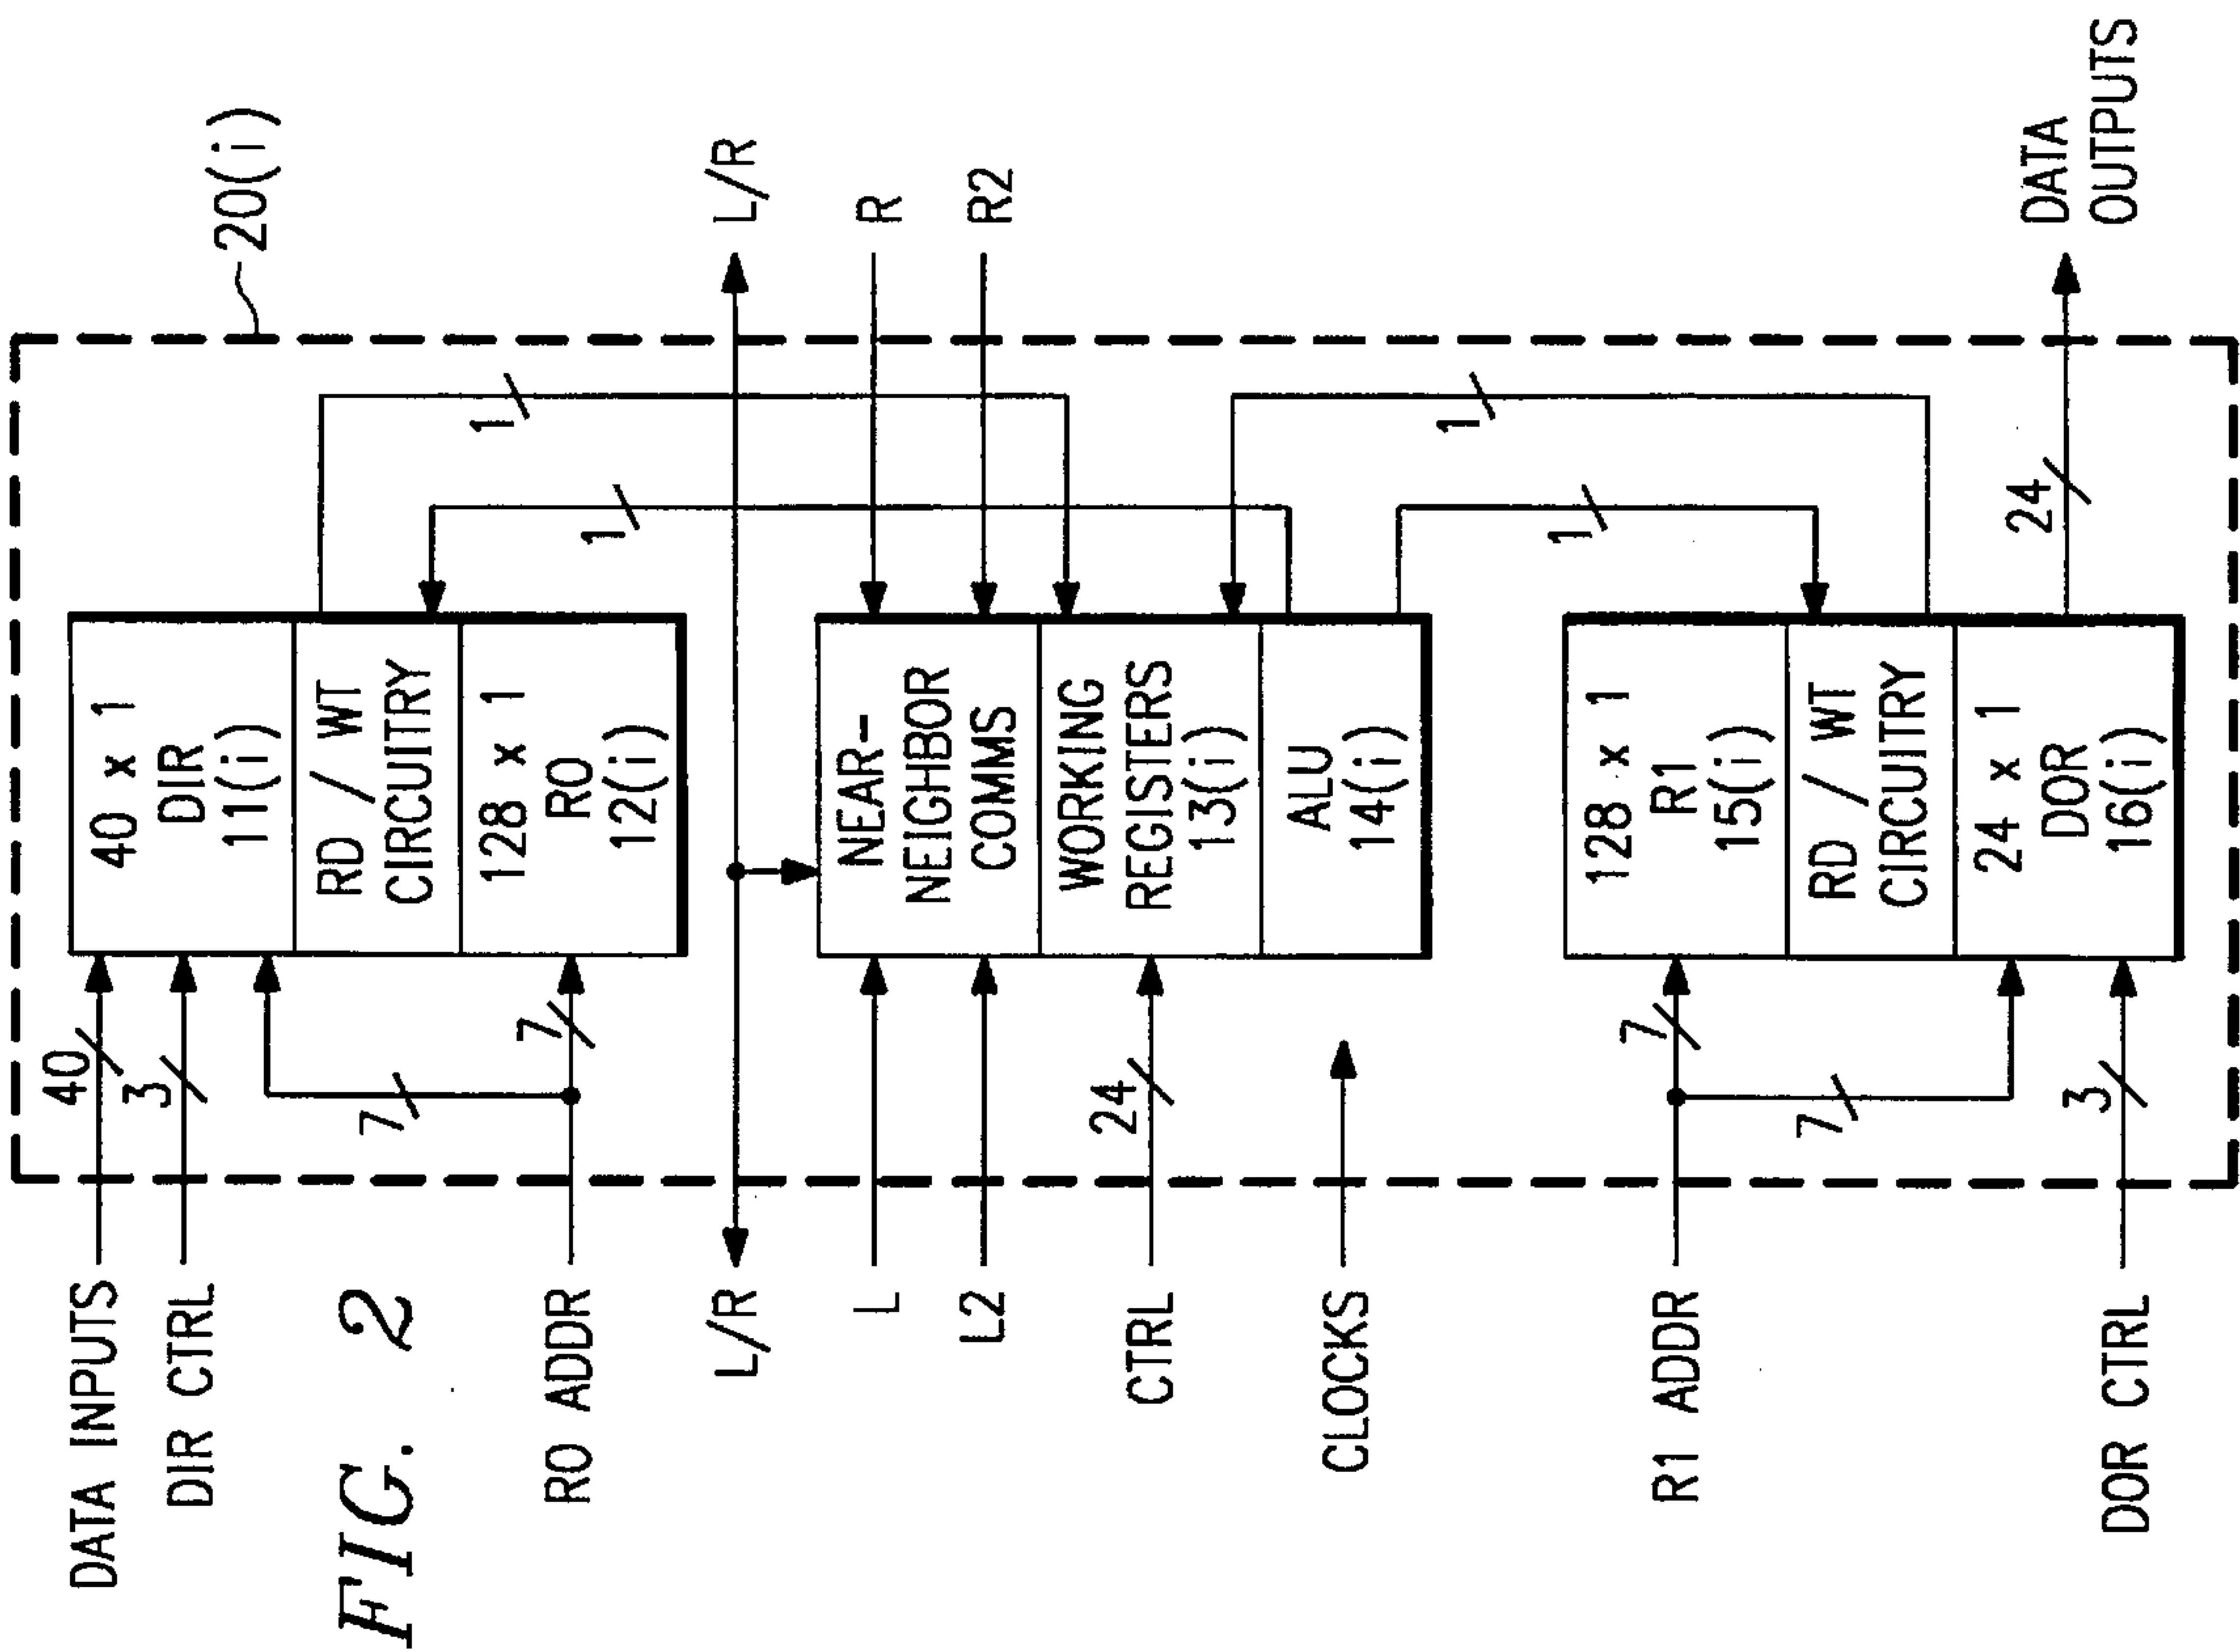 DATA INPUTS
40
DIR CTRL
3
7
RO ADDR
7
FIG. 2
40 x 1
DIR
11(i)
RD / WT
CIRCUITRY
128 x 1
RO
12(i)
1
1
20(i)
L/R
L/R
L
L2
CTRL
24
CLOCKS
NEAR-
NEIGHBOR
COMMS
WORKING
REGISTERS
13(i)
ALU
14(i)
R
R2
1
1
R1 ADDR
7
7
DOR CTRL
3
128 x 1
R1
15(i)
RD / WT
CIRCUITRY
24 x 1
DOR
16(i)
24
DATA
OUTPUTS